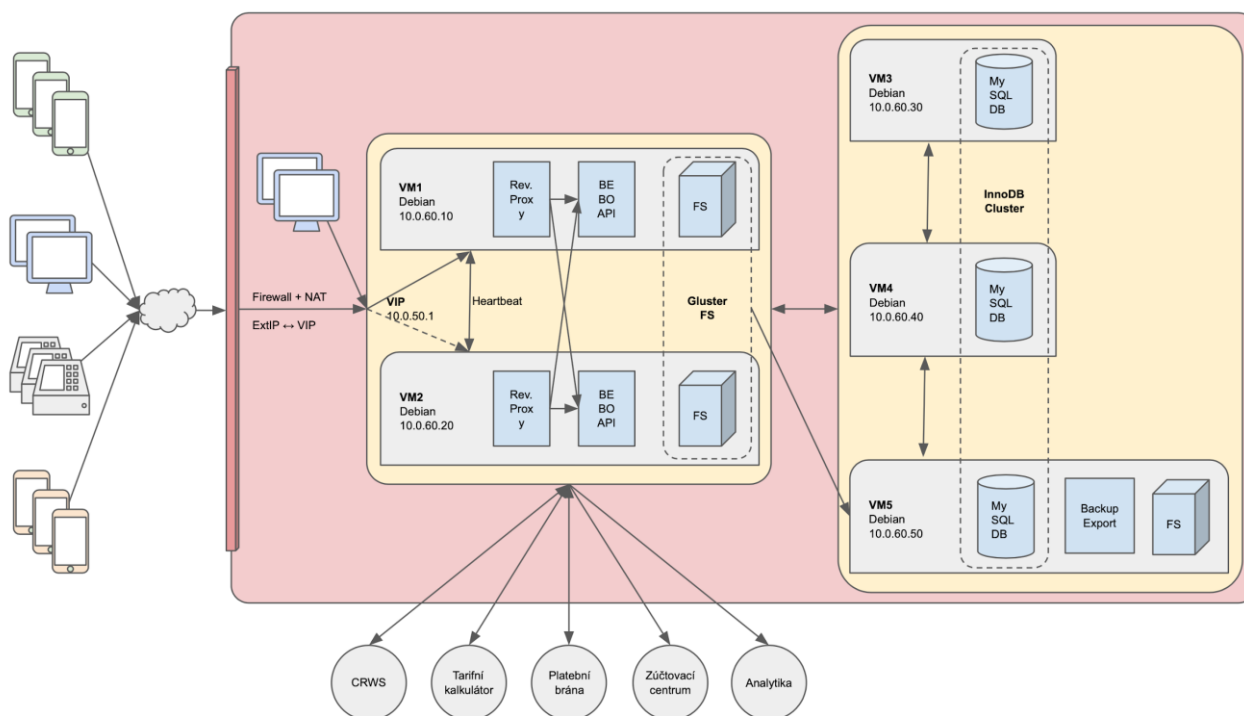 VM3
Debian
10.0.60.30
My
SQL
DB
VM1
Debian
10.0.60.10
Rev.
Prox
y
BE
BO
API
FS
InnoDB
Cluster
Firewall + NAT
ExtIP ↔ VIP
VIP
10.0.50.1
Heartbeat
Gluster
FS
VM4
Debian
10.0.60.40
My
SQL
DB
VM2
Debian
10.0.60.20
Rev.
Prox
y
BE
BO
API
FS
VM5
Debian
10.0.60.50
My
SQL
DB
Backup
Export
FS
CRWS
Tarifní
kalkulátor
Platební
brána
Zúčtovací
centrum
Analytika